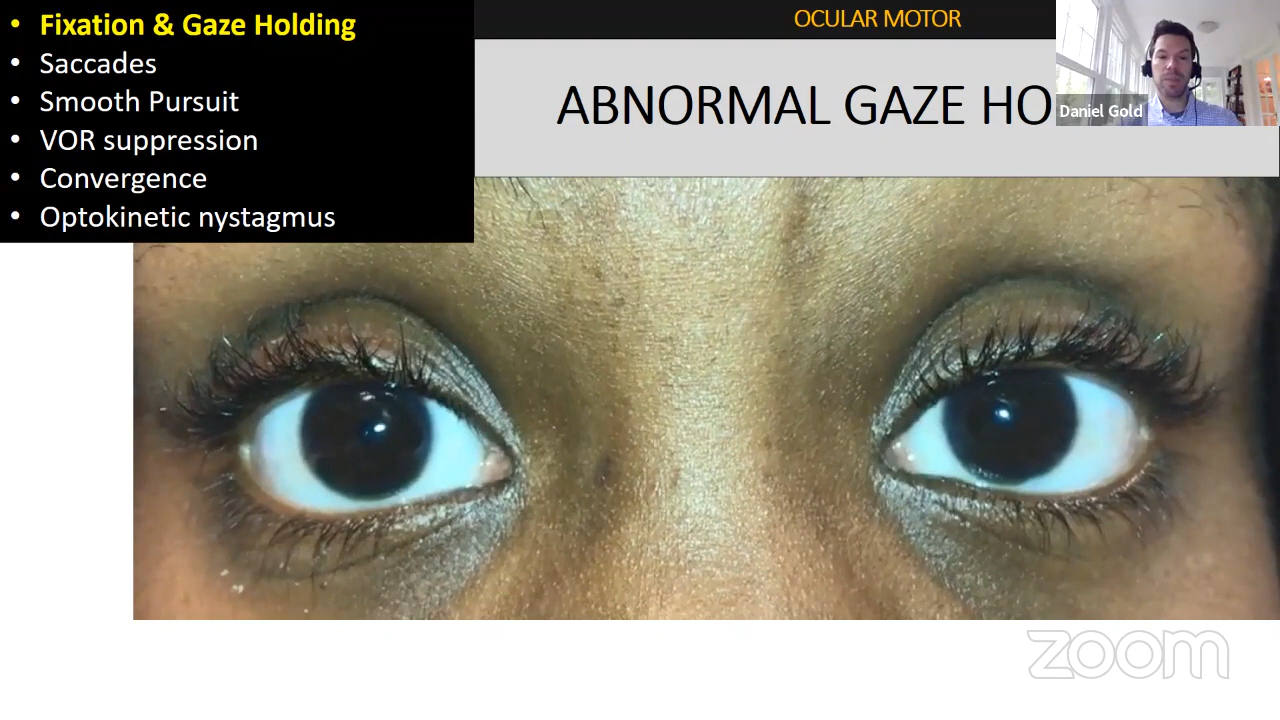 • Fixation & Gaze Holding
• Saccades
• Smooth Pursuit
• VOR suppression
• Convergence
• Optokinetic nystagmus
OCULAR MOTOR
ABNORMAL GAZE HO
Daniel Gold
zoom